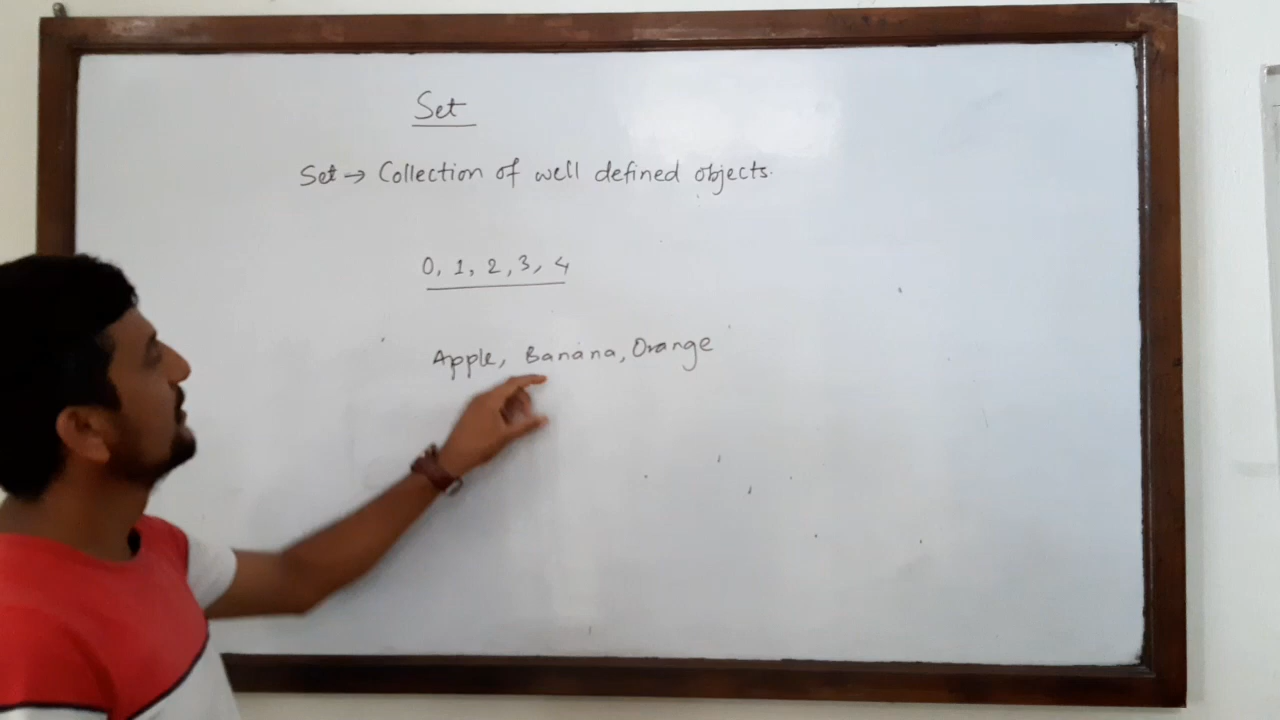 Set
Set → Collection of well defined objects.
0, 1, 2, 3, 4
Apple, Banana, Orange